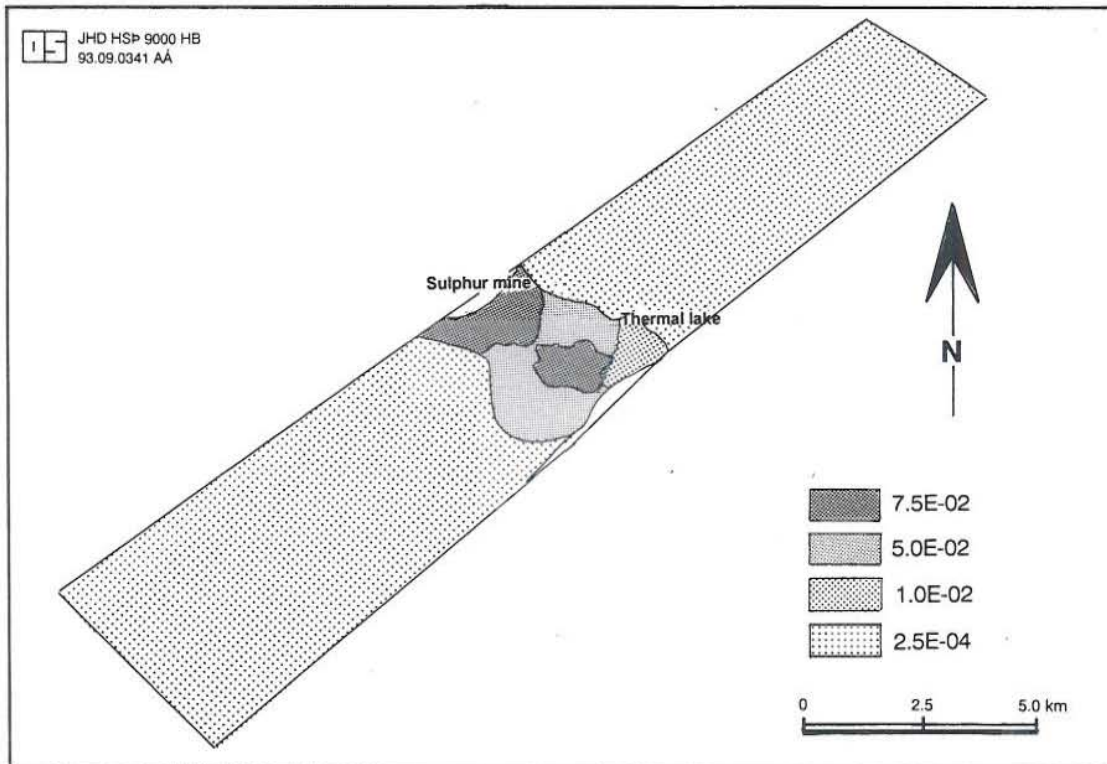 OS
JHD HSÞ 9000 HB
93.09.0341 AÁ
Sulphur mine
Thermal lake
N
7.5E-02
5.0E-02
1.0E-02
2.5E-04
0 2.5 5.0 km